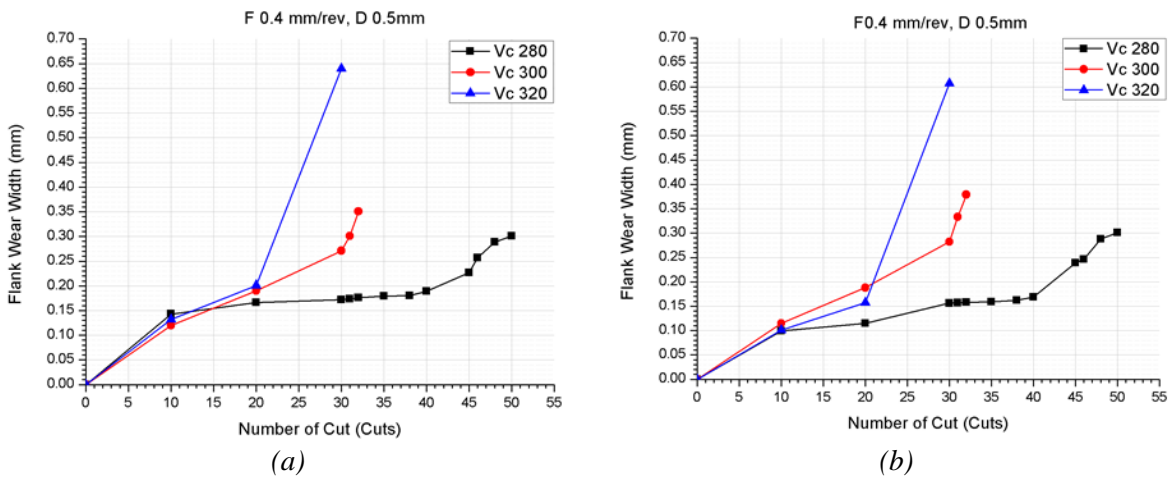 F 0.4 mm/rev, D 0.5mm
Vc 280
Vc 300
Vc 320
Flank Wear Width (mm)
0.70
0.65
0.60
0.55
0.50
0.45
0.40
0.35
0.30
0.25
0.20
0.15
0.10
0.05
0.00
0 5 10 15 20 25 30 35 40 45 50 55
Number of Cut (Cuts)
(a)
F0.4 mm/rev, D 0.5mm
Vc 280
Vc 300
Vc 320
Flank Wear Width (mm)
0.70
0.65
0.60
0.55
0.50
0.45
0.40
0.35
0.30
0.25
0.20
0.15
0.10
0.05
0.00
0 5 10 15 20 25 30 35 40 45 50 55
Number of Cut (Cuts)
(b)